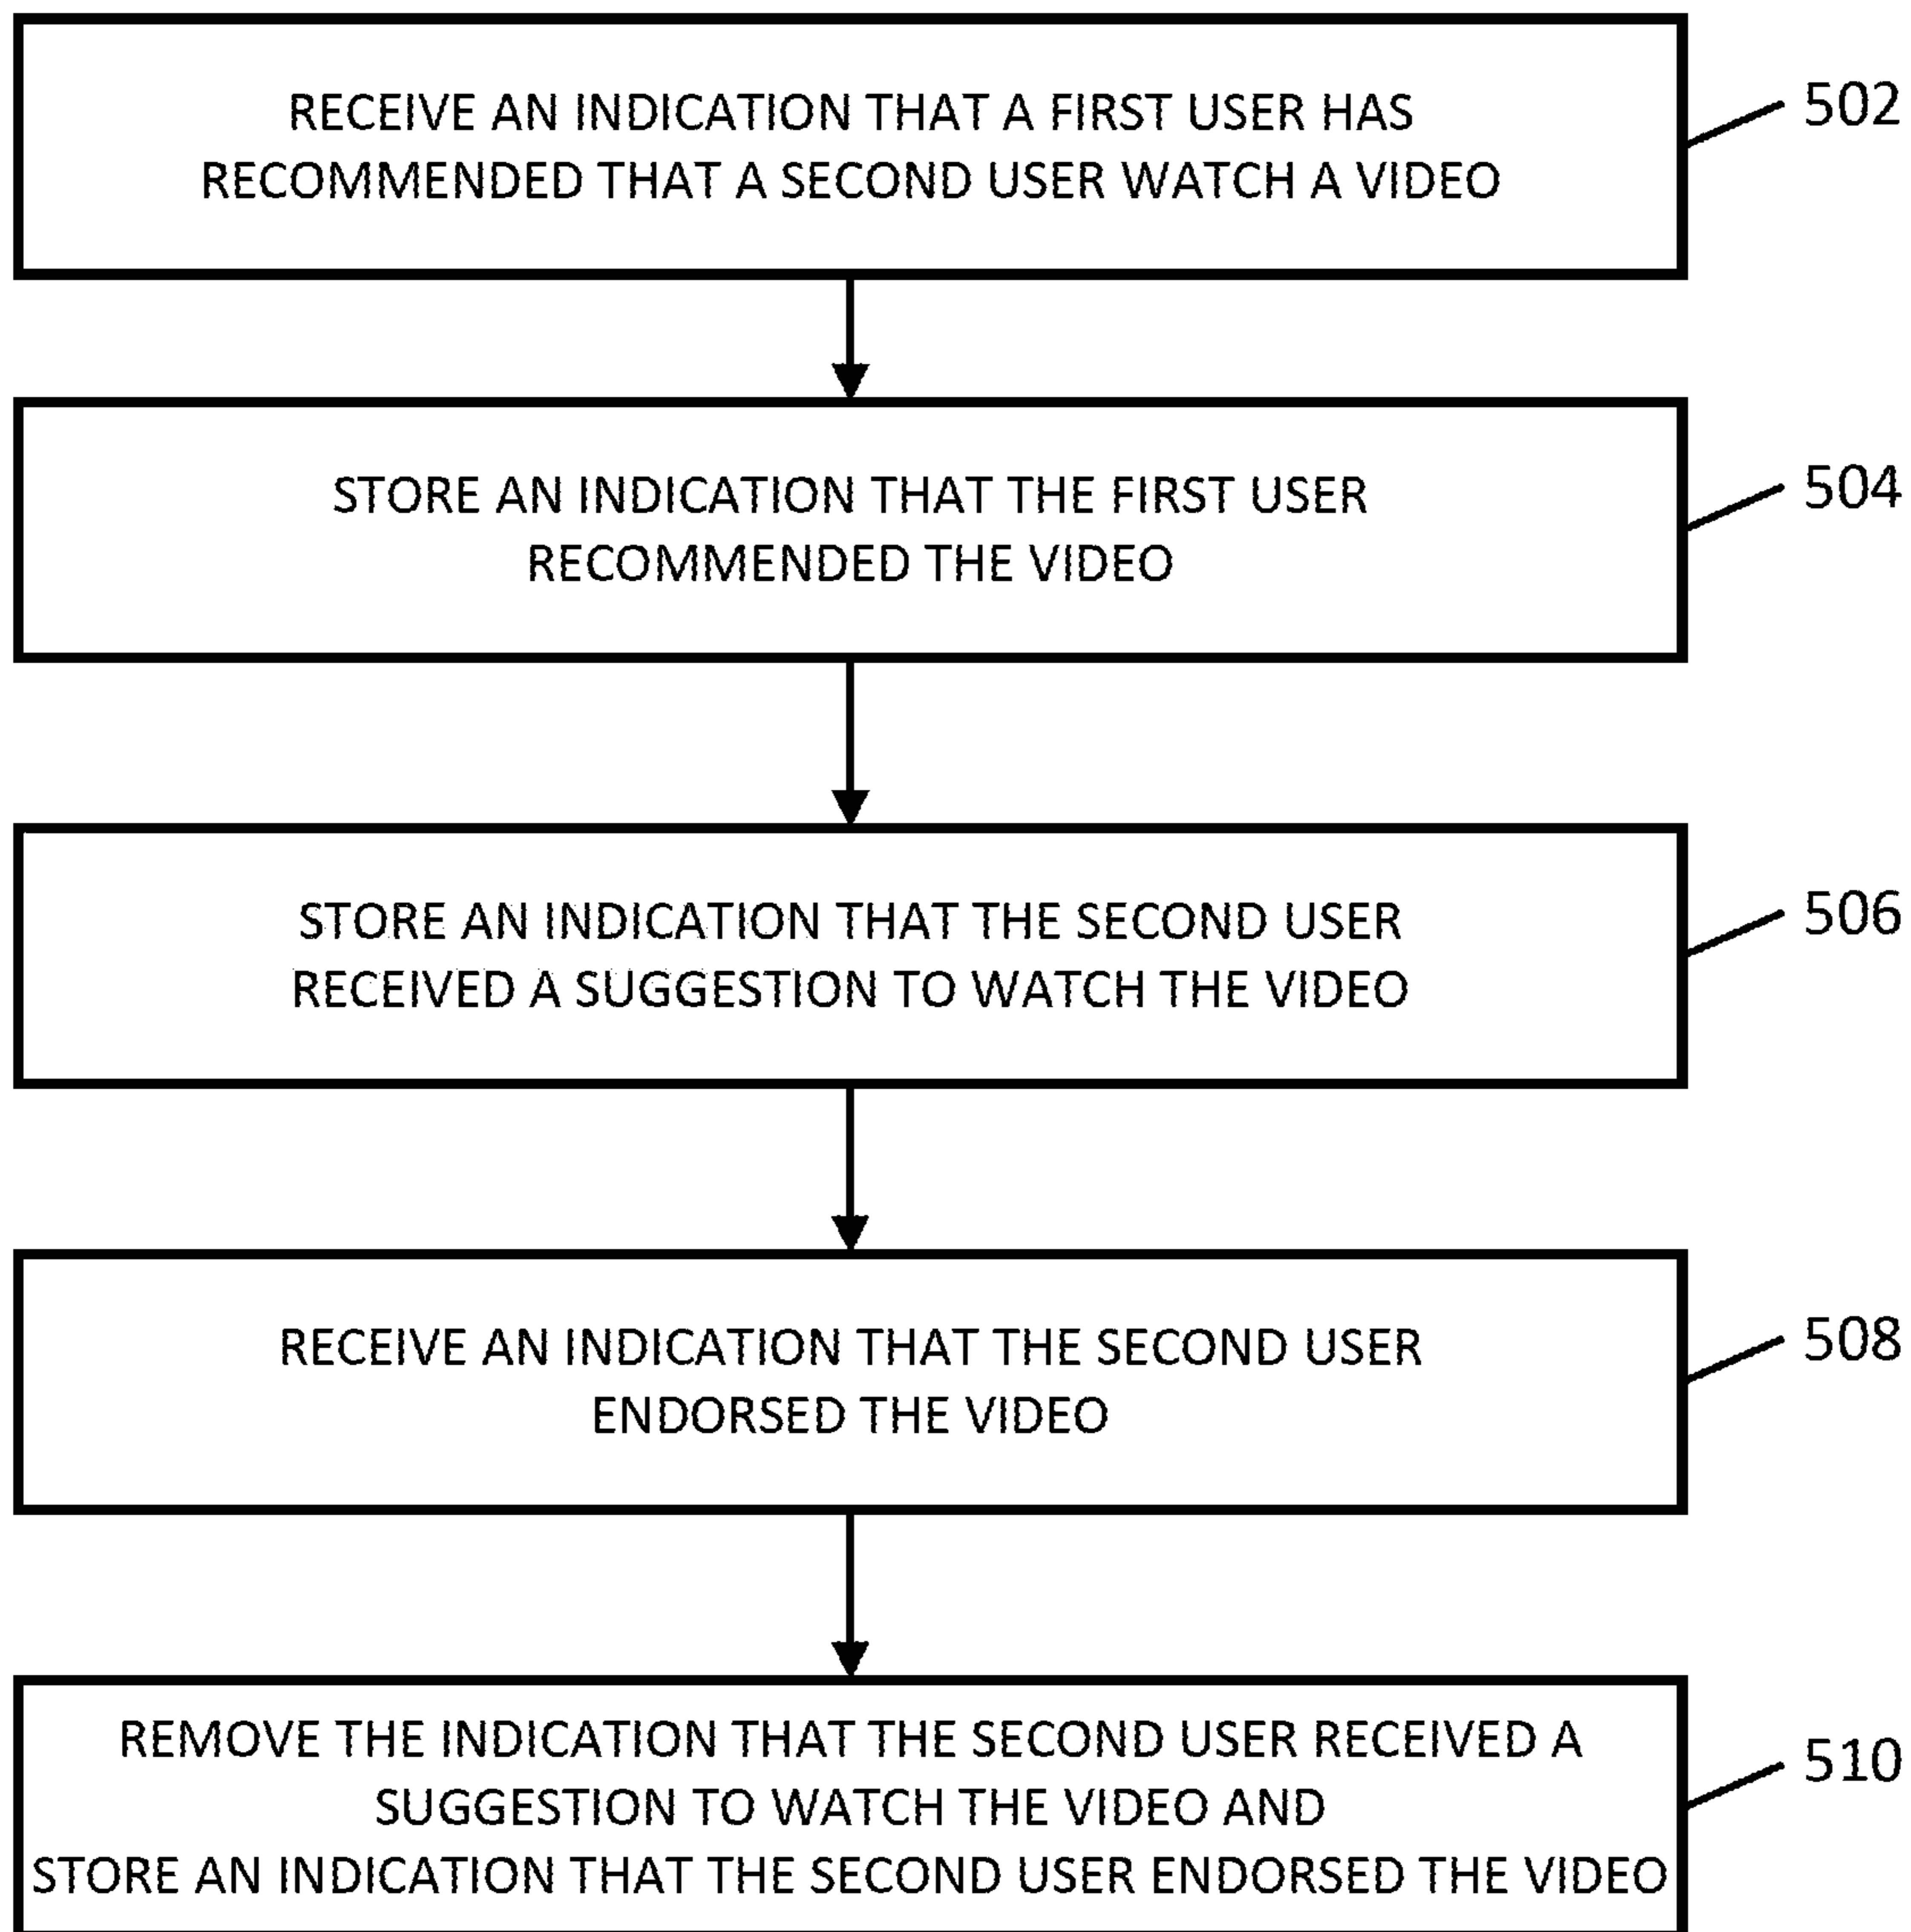 RECEIVE AN INDICATION THAT A FIRST USER HAS
RECOMMENDED THAT A SECOND USER WATCH A VIDEO
502
STORE AN INDICATION THAT THE FIRST USER
RECOMMENDED THE VIDEO
504
STORE AN INDICATION THAT THE SECOND USER
RECEIVED A SUGGESTION TO WATCH THE VIDEO
506
RECEIVE AN INDICATION THAT THE SECOND USER
ENDORSED THE VIDEO
508
REMOVE THE INDICATION THAT THE SECOND USER RECEIVED A
SUGGESTION TO WATCH THE VIDEO AND
STORE AN INDICATION THAT THE SECOND USER ENDORSED THE VIDEO
510